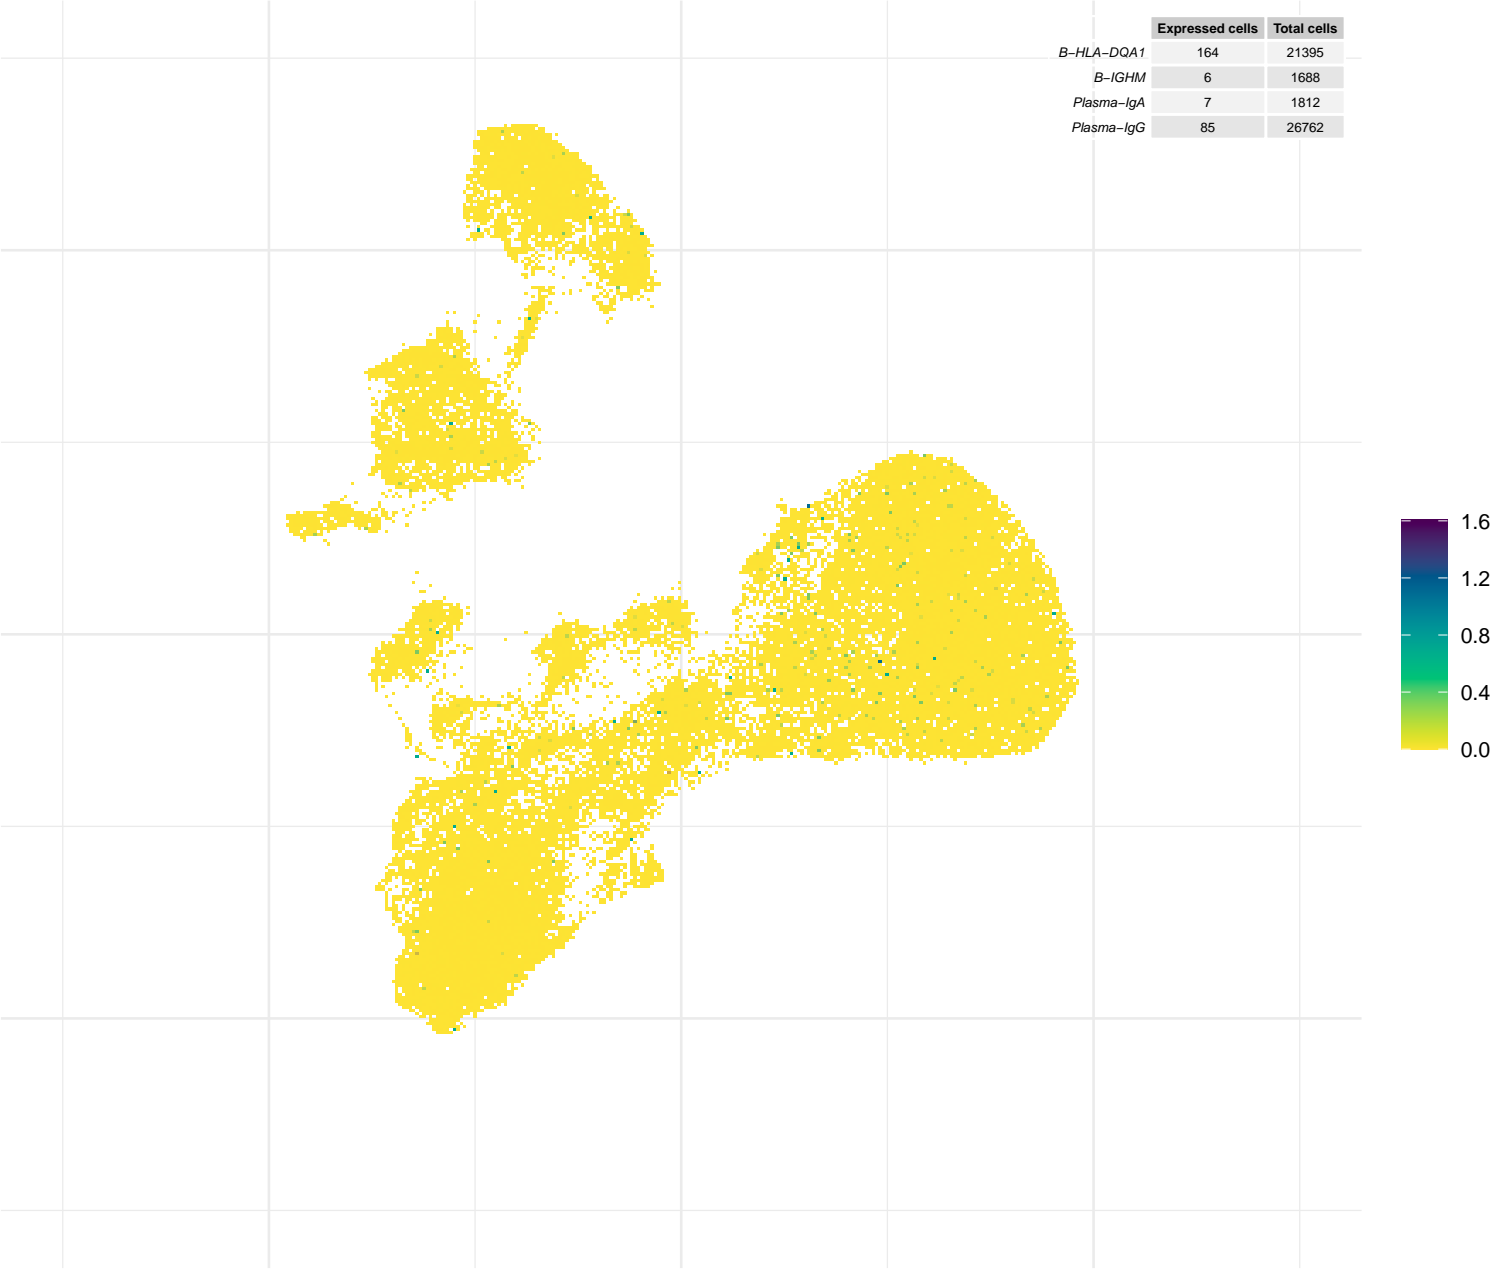 Expressed cells Total cells
B−HLA−DQA1 164 21395
B−IGHM 6 1688
Plasma−IgA 7 1812
Plasma−IgG 85 26762
1.6
1.2
0.8
0.4
0.0